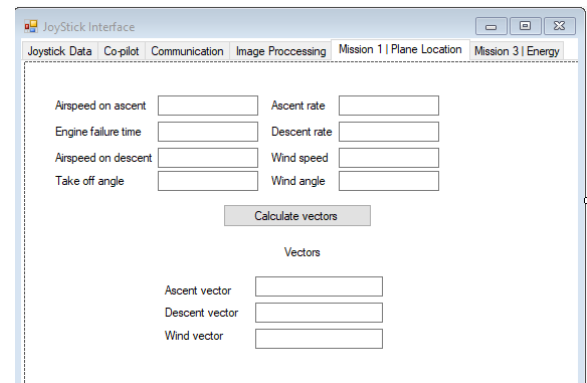 JoyStick Interface
Joystick Data Co-pilot Communication Image Proccessing Mission 1 | Plane Location Mission 3 | Energy
Airspeed on ascent Ascent rate
Engine failure time Descent rate
Airspeed on descent Wind speed
Take off angle Wind angle
Calculate vectors
Vectors
Ascent vector
Descent vector
Wind vector